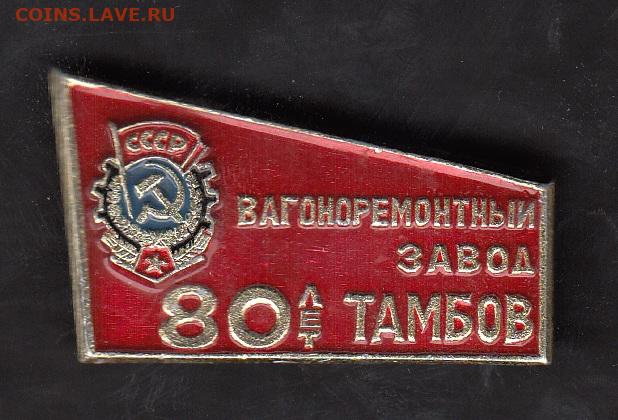 COINS.LAVE.RU
СССР
ВАГОНОРЕМОНТНЫЙ
ЗАВОД
80 ЛЕТ ТАМБОВ